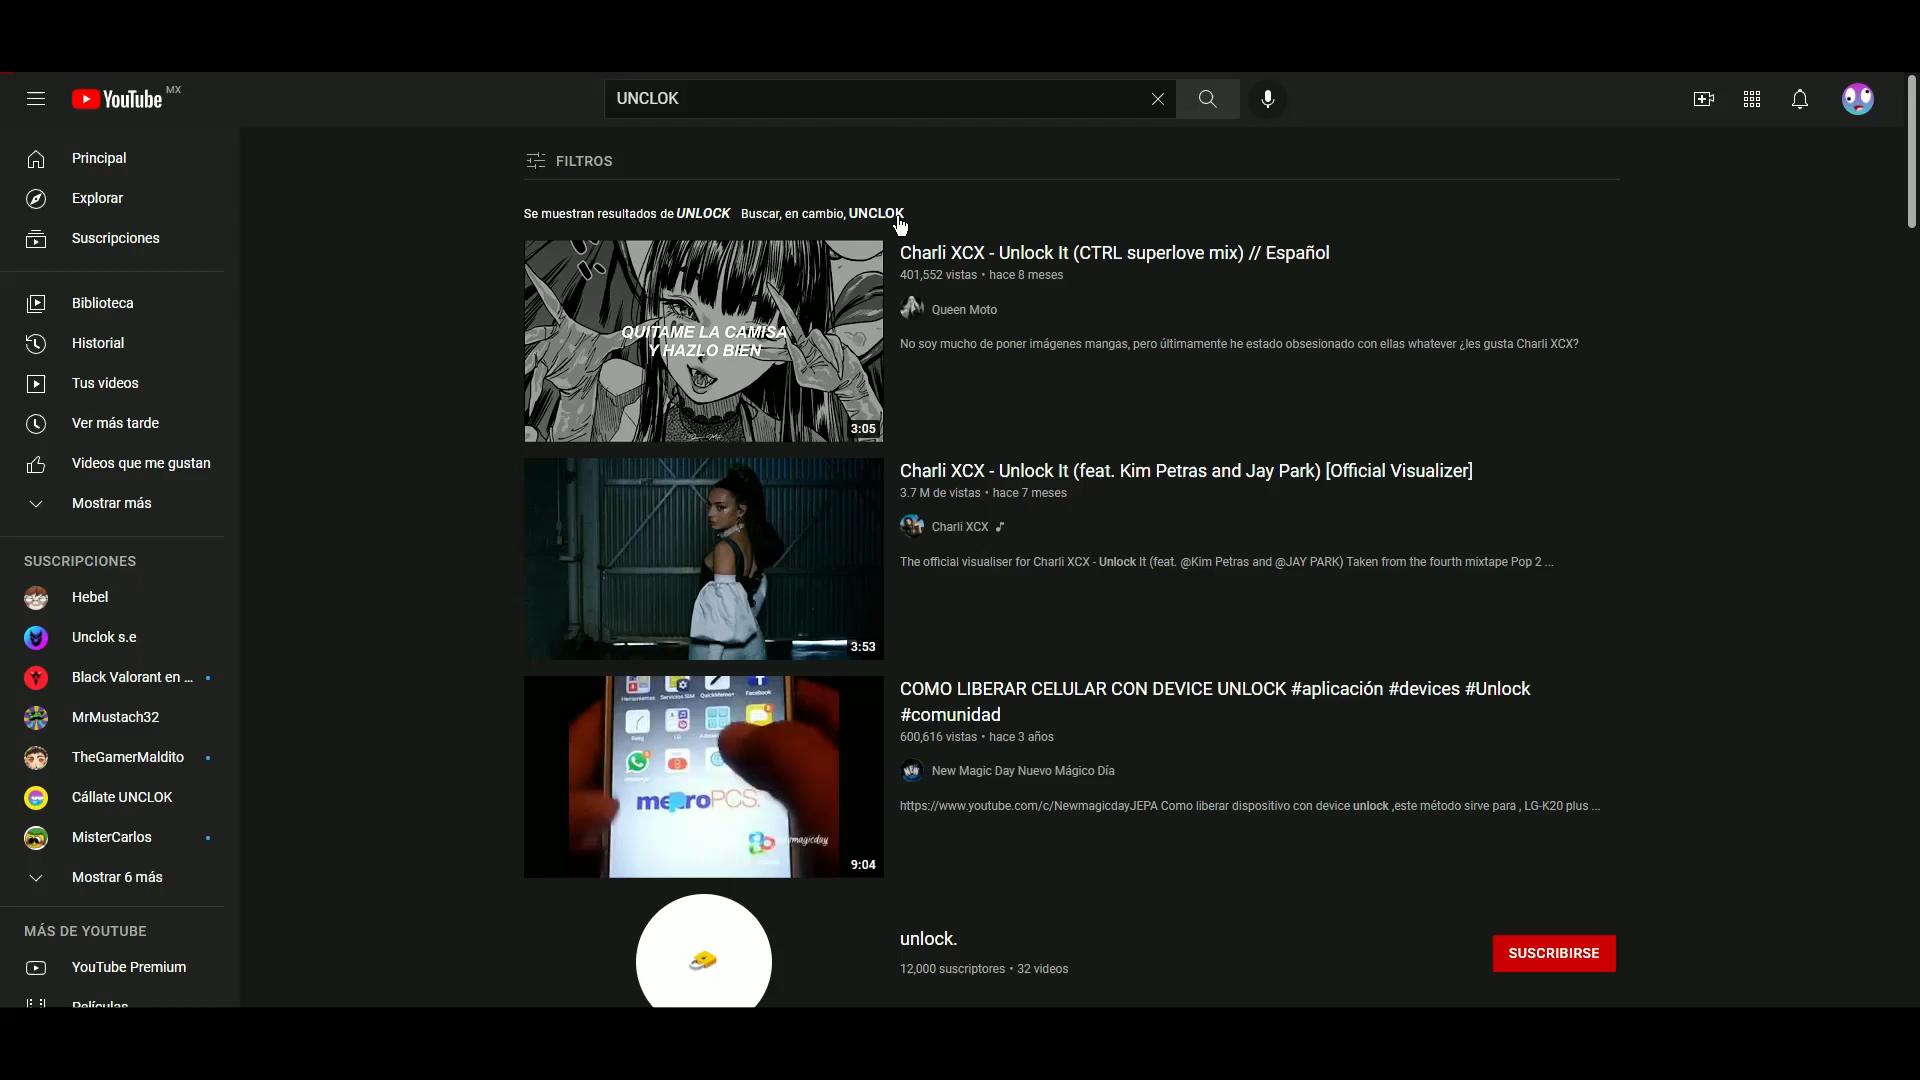 YouTube MX
UNCLOK
Principal
Explorar
Suscripciones
Biblioteca
Historial
Tus videos
Ver más tarde
Videos que me gustan
Mostrar más
SUSCRIPCIONES
Hebel
Unclok s.e
Black Valorant en ...
MrMustach32
TheGamerMaldito
Cállate UNCLOK
MisterCarlos
Mostrar 6 más
MÁS DE YOUTUBE
YouTube Premium
Películas
FILTROS
Se muestran resultados de UNLOCK Buscar, en cambio, UNCLOK
QUITAME LA CAMISA
Y HAZLO BIEN
3:05
Charli XCX - Unlock It (CTRL superlove mix) // Español
401,552 vistas • hace 8 meses
Queen Moto
No soy mucho de poner imágenes mangas, pero últimamente he estado obsesionado con ellas whatever ¿les gusta Charli XCX?
3:53
Charli XCX - Unlock It (feat. Kim Petras and Jay Park) [Official Visualizer]
3.7 M de vistas • hace 7 meses
Charli XCX
The official visualiser for Charli XCX - Unlock It (feat. @Kim Petras and @JAY PARK) Taken from the fourth mixtape Pop 2 ...
Herramientas Servicios SIM QuickMemo+ Facebook
metroPCS.
magicday
9:04
COMO LIBERAR CELULAR CON DEVICE UNLOCK #aplicación #devices #Unlock
#comunidad
600,616 vistas • hace 3 años
New Magic Day Nuevo Mágico Día
https://www.youtube.com/c/NewmagicdayJEPA Como liberar dispositivo con device unlock ,este método sirve para , LG-K20 plus ...
unlock.
12,000 suscriptores • 32 videos
SUSCRIBIRSE